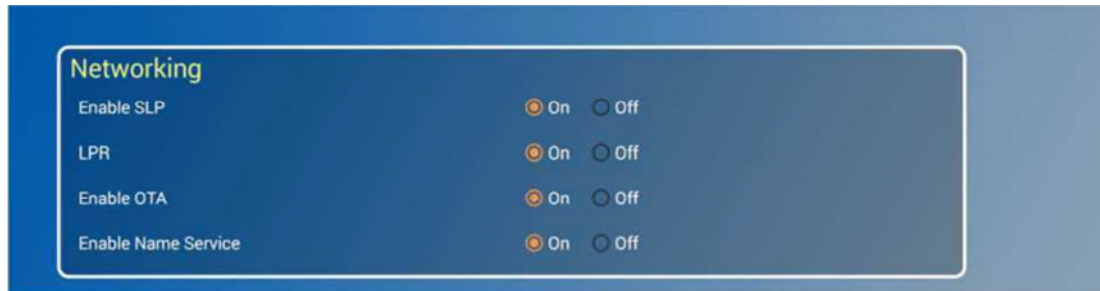 Networking
Enable SLP On Off
LPR On Off
Enable OTA On Off
Enable Name Service On Off